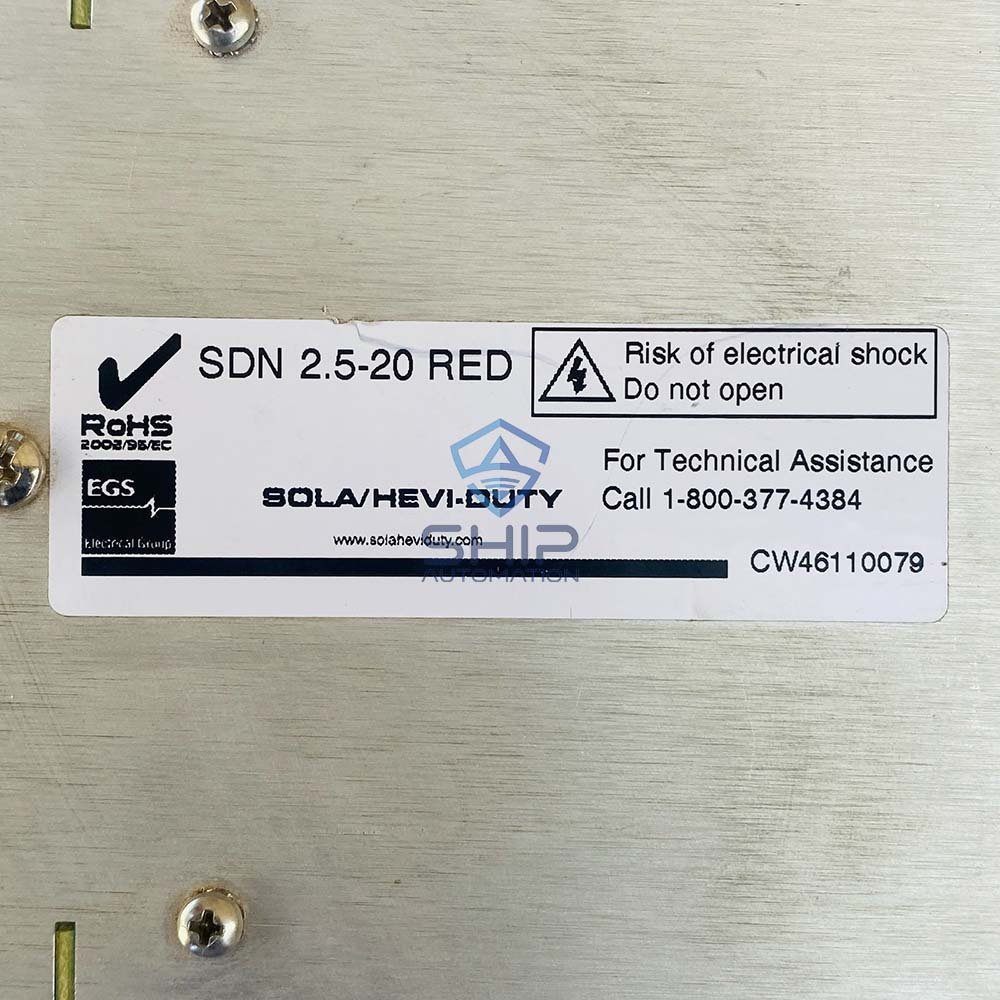 SDN 2.5-20 RED
Risk of electrical shock
Do not open
RoHS
2002/95/EC
EGS
Electrical Group
SOLA/HEVI-DUTY
www.solaheviduty.com
For Technical Assistance
Call 1-800-377-4384
CW46110079
SHIP
AUTOMATION